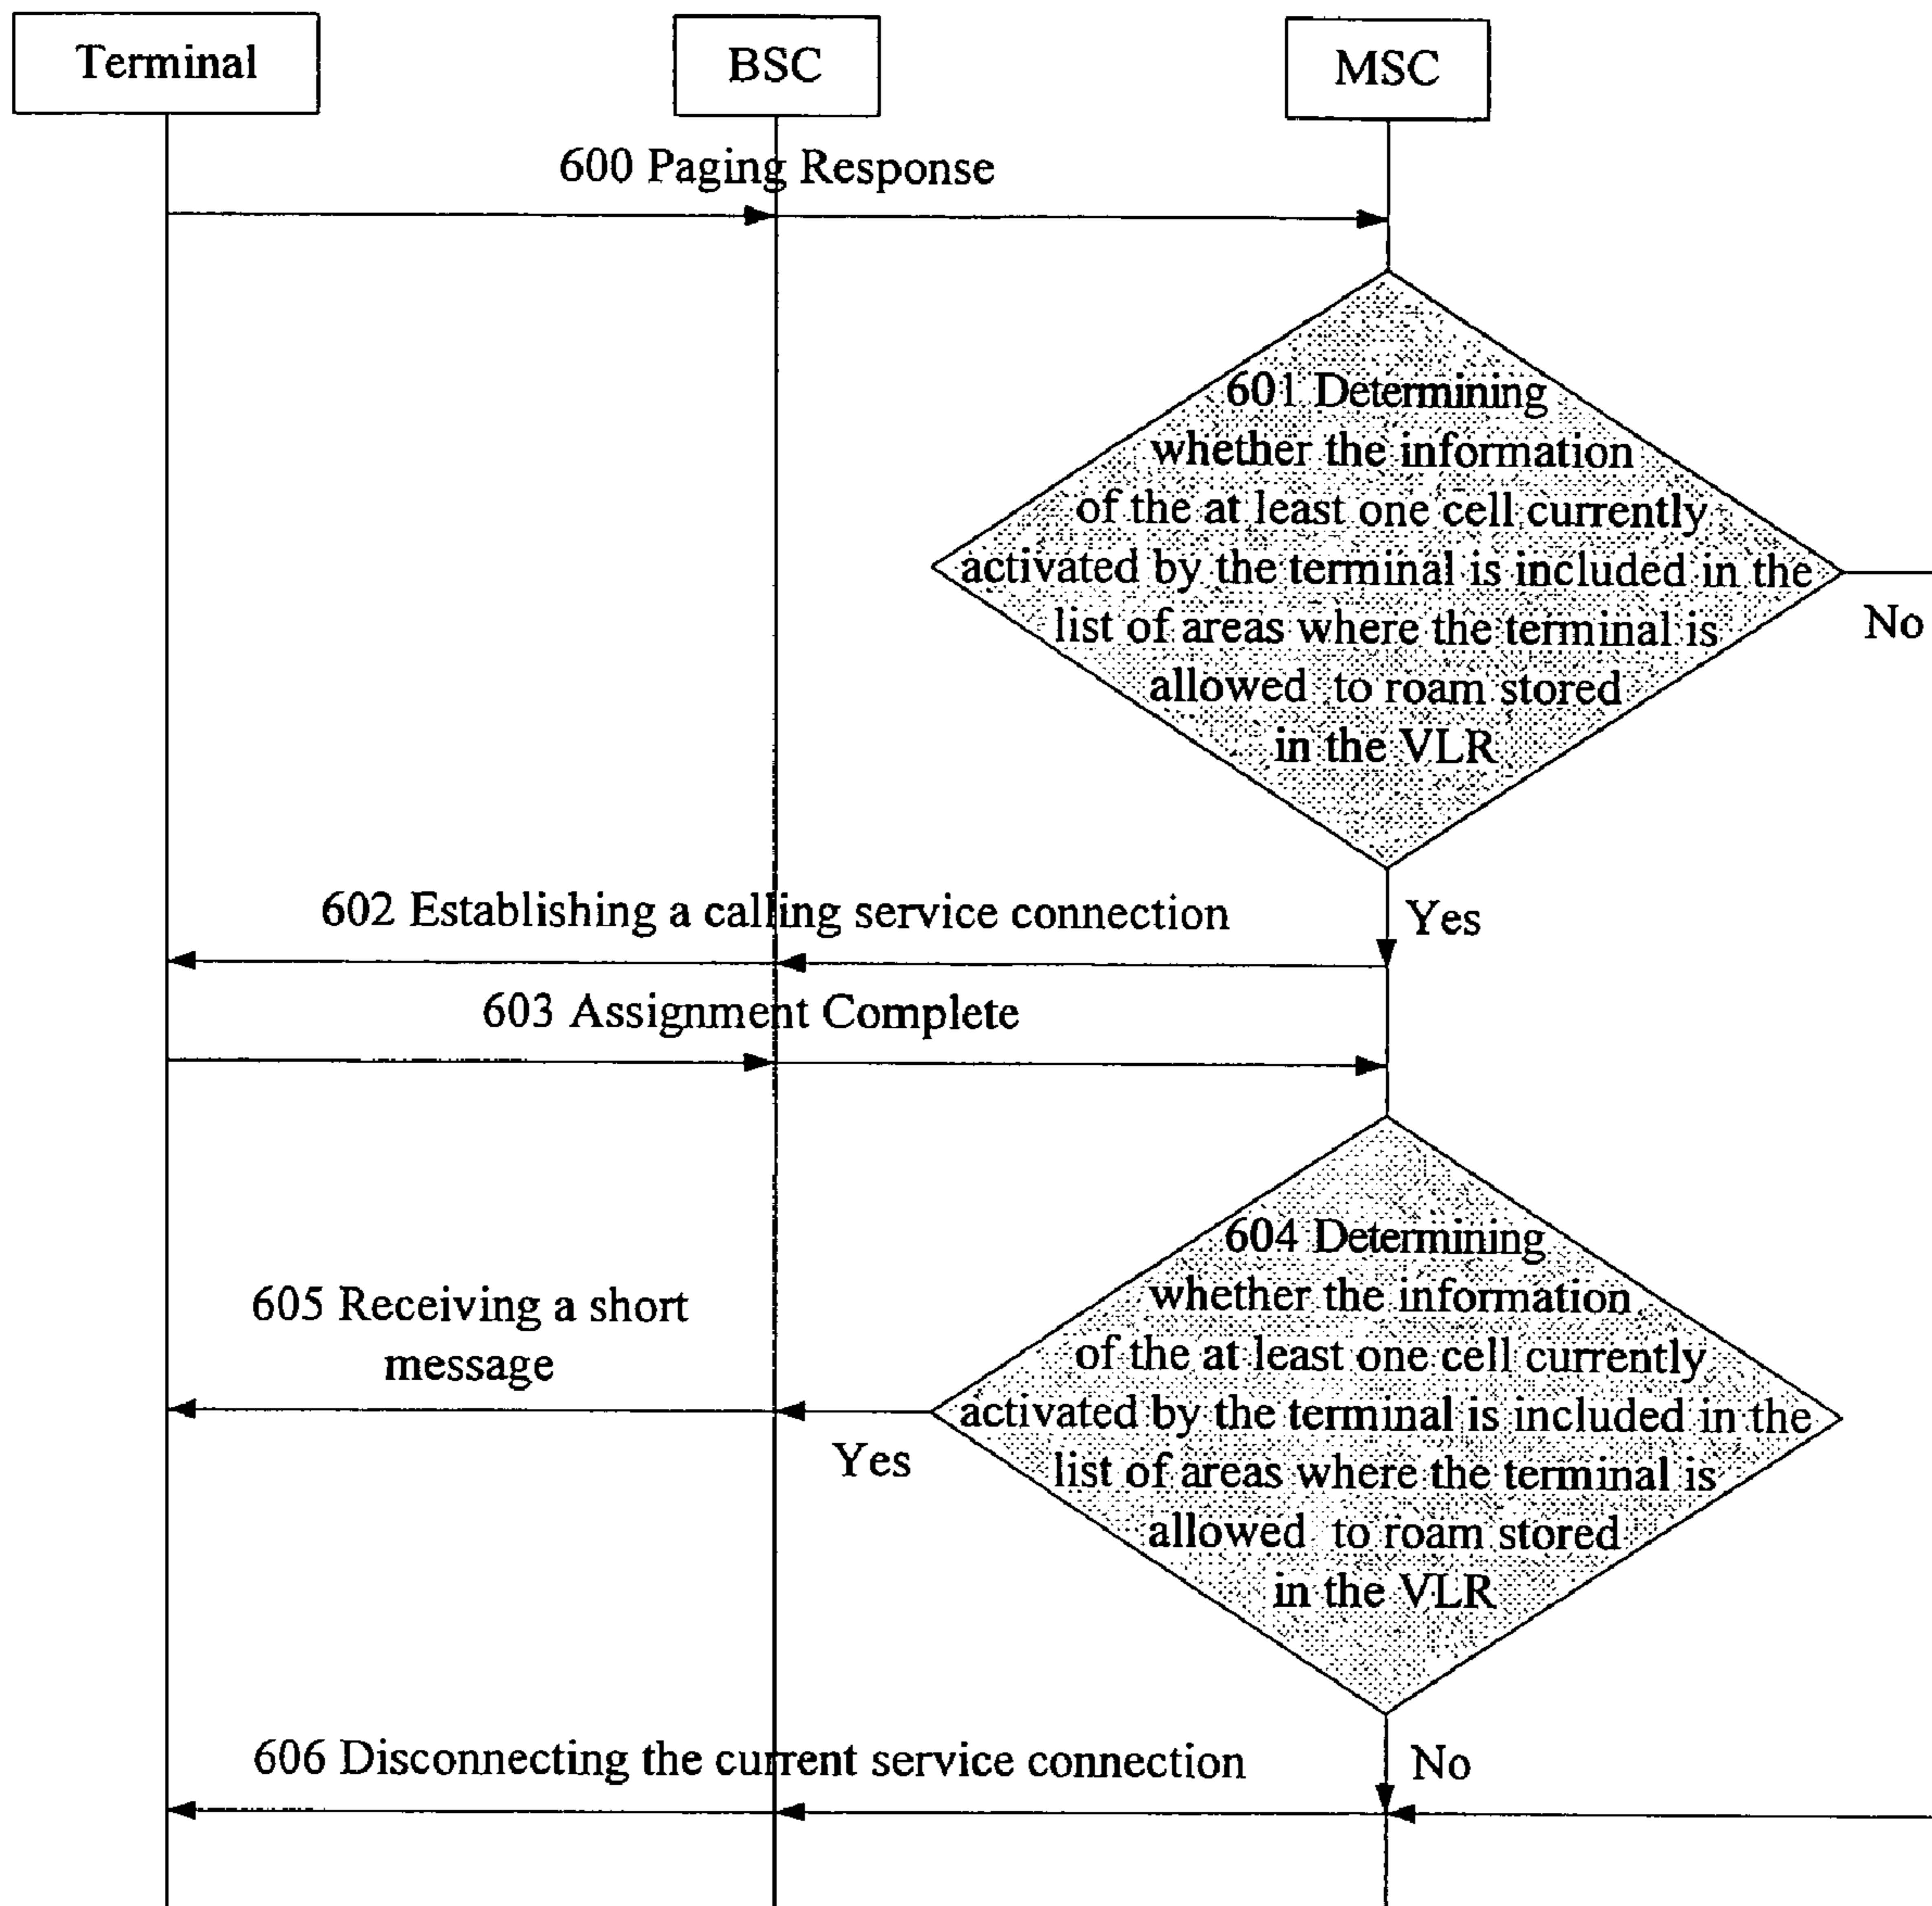 Terminal
BSC
MSC
600 Paging Response
601 Determining
whether the information
of the at least one cell currently
activated by the terminal is included in the
list of areas where the terminal is
allowed to roam stored
in the VLR
No
602 Establishing a calling service connection
Yes
603 Assignment Complete
604 Determining
whether the information
of the at least one cell currently
activated by the terminal is included in the
list of areas where the terminal is
allowed to roam stored
in the VLR
605 Receiving a short
message
Yes
606 Disconnecting the current service connection
No